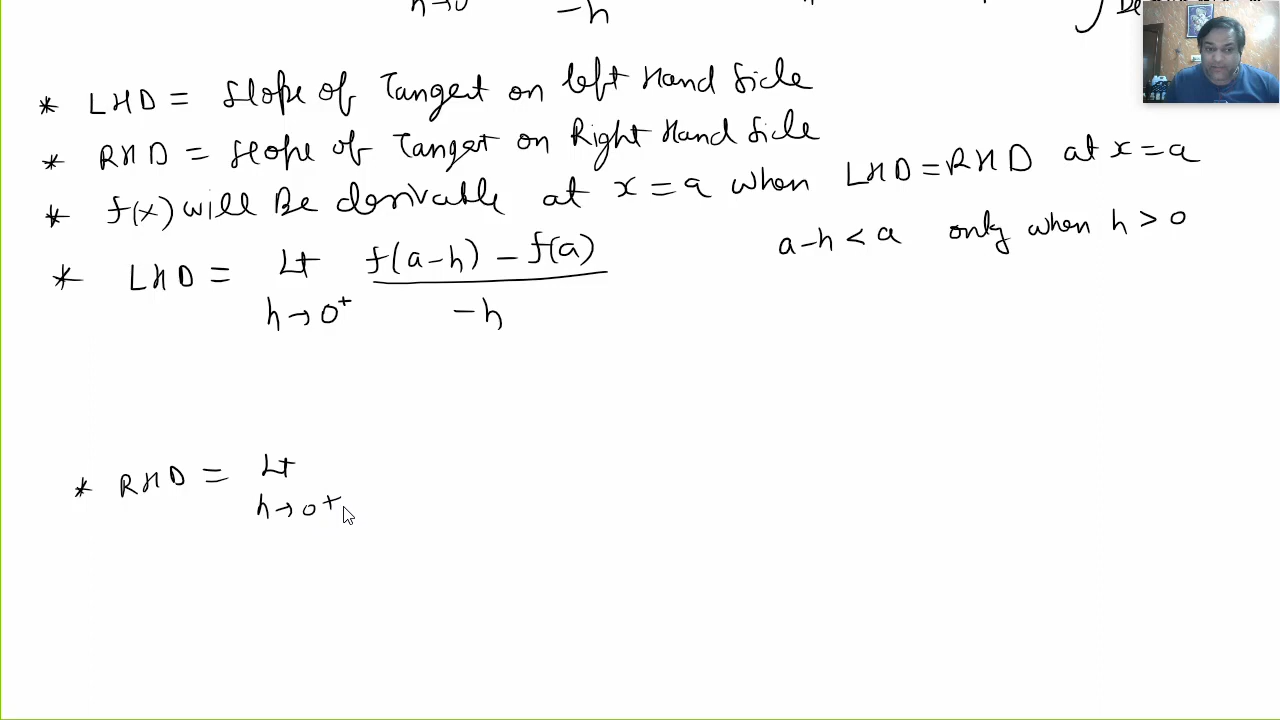 h→0 -h
* LHD = Slope of Tangent on left Hand Side
* RHD = Slope of Tangent on Right Hand Side
* f(x) will Be derivable at x = a when LHD = RHD at x = a
a-h < a only when h > 0
* LHD = Lt f(a-h) - f(a)
h→0+ -h
* RHD = Lt
h→0+